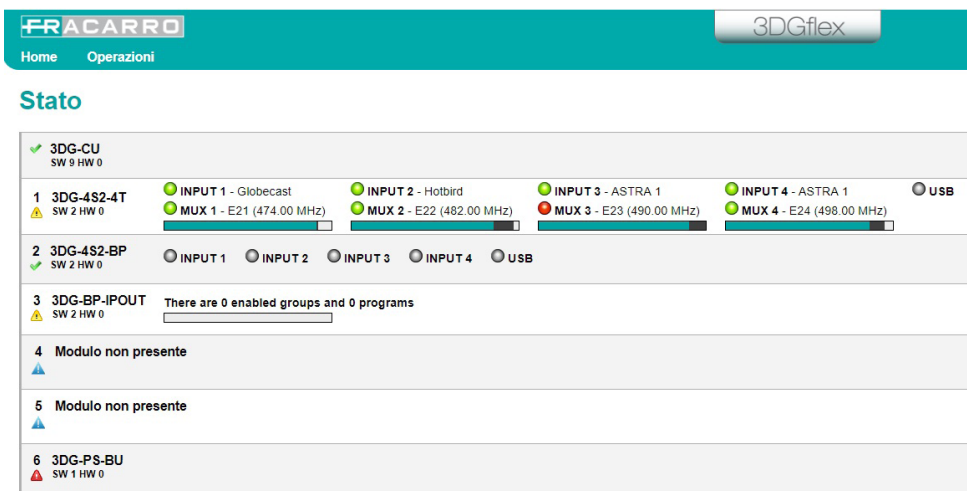 FRACARRO
3DGflex
Home Operazioni
Stato
3DG-CU
SW 9 HW 0
1 3DG-4S2-4T
SW 2 HW 0
INPUT 1 - Globecast INPUT 2 - Hotbird INPUT 3 - ASTRA 1 INPUT 4 - ASTRA 1 USB
MUX 1 - E21 (474.00 MHz) MUX 2 - E22 (482.00 MHz) MUX 3 - E23 (490.00 MHz) MUX 4 - E24 (498.00 MHz)
2 3DG-4S2-BP
SW 2 HW 0
INPUT 1 INPUT 2 INPUT 3 INPUT 4 USB
3 3DG-BP-IPOUT
SW 2 HW 0
There are 0 enabled groups and 0 programs
4 Modulo non presente
5 Modulo non presente
6 3DG-PS-BU
SW 1 HW 0